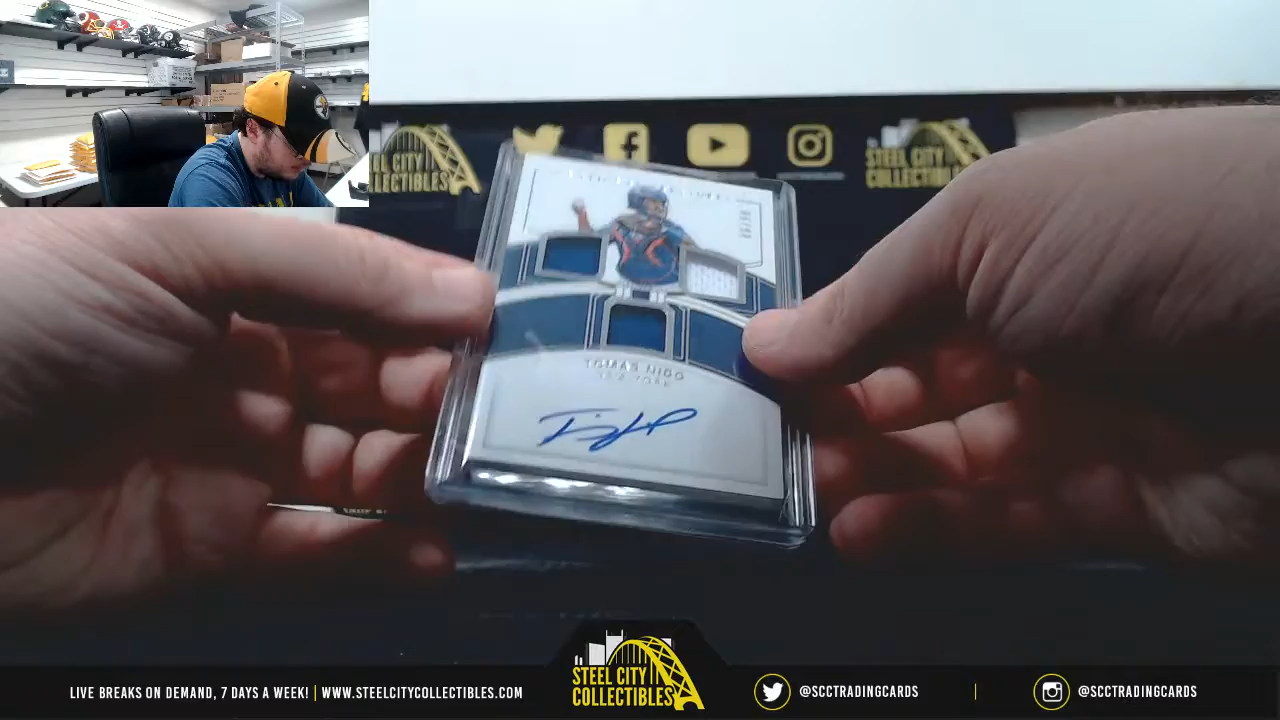 STEEL CITY
COLLECTIBLES
STEEL CITY
COLLECTIBLES
TOMAS NIDO
NEW YORK
STEEL CITY
COLLECTIBLES
LIVE BREAKS ON DEMAND, 7 DAYS A WEEK! | WWW.STEELCITYCOLLECTIBLES.COM
@SCCTRADINGCARDS
@SCCTRADINGCARDS